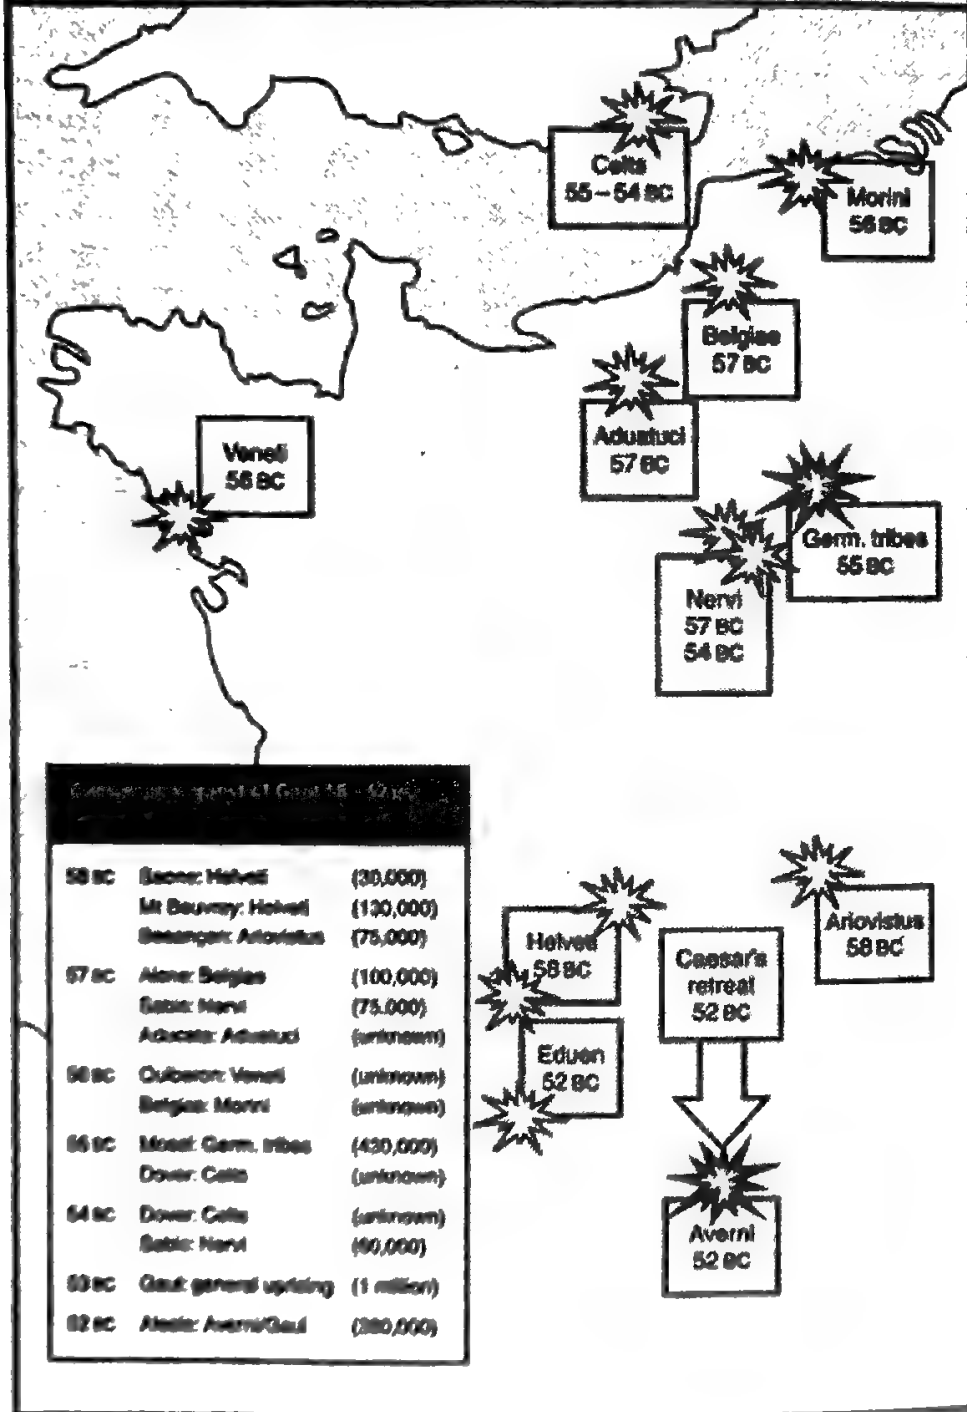 Celts
55 – 54 BC
Morini
56 BC
Belgiae
57 BC
Aduatuci
57 BC
Veneti
56 BC
Germ. tribes
55 BC
Nervi
57 BC
54 BC
58 BC Saone: Helveti (30,000)
Mt Beuvray: Helveti (130,000)
Besançon: Ariovistus (75,000)
57 BC Aisne: Belgiae (100,000)
Sabis: Nervi (75,000)
Aduatuci (unknown)
56 BC Quiberon: Veneti (unknown)
Belgiae: Morini (unknown)
55 BC Germ. tribes (430,000)
Dover: Celts (unknown)
54 BC Dover: Celts (unknown)
Sabis: Nervi (60,000)
53 BC Gaul: general uprising (1 million)
52 BC Alesia: Averni/Gaul
Helveti
58 BC
Ariovistus
58 BC
Caesar's
retreat
52 BC
Eduen
52 BC
Averni
52 BC